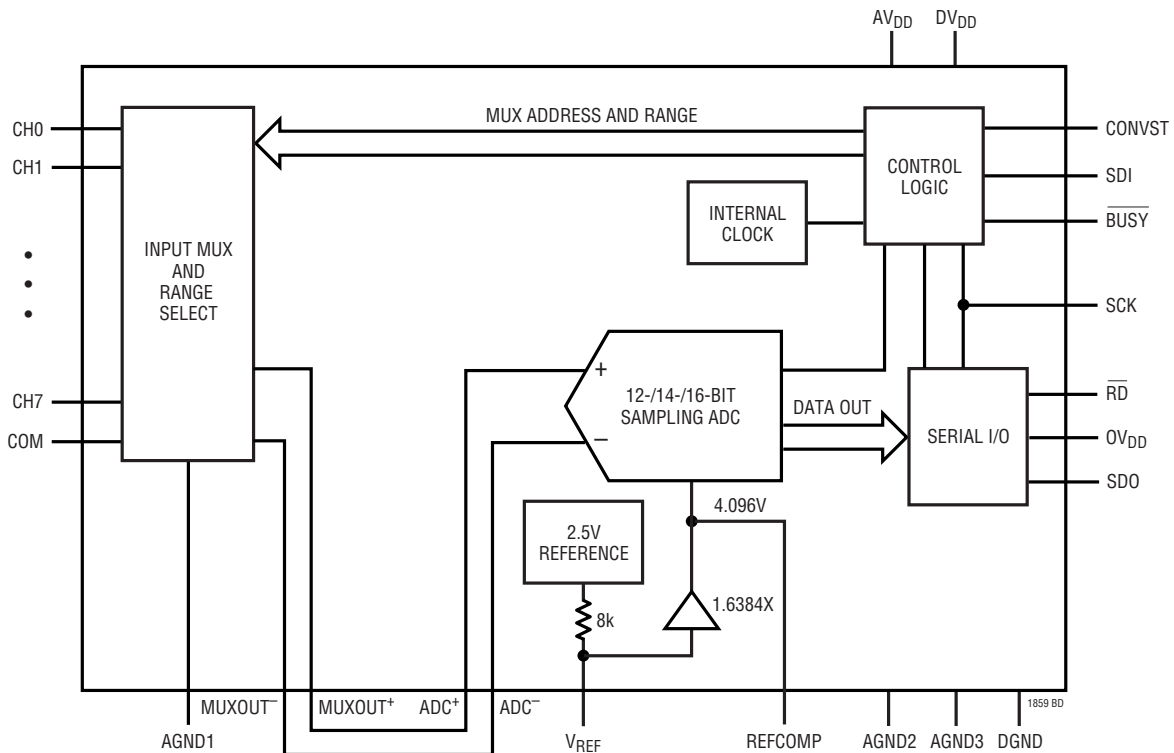 AVDD DVDD
CH0
CH1
CH7
COM
INPUT MUX
AND
RANGE
SELECT
MUX ADDRESS AND RANGE
CONTROL
LOGIC
INTERNAL
CLOCK
CONVST
SDI
BUSY
SCK
RD
OVDD
SDO
+
12-/14-/16-BIT
SAMPLING ADC
−
DATA OUT
SERIAL I/O
4.096V
2.5V
REFERENCE
8k
1.6384X
MUXOUT− MUXOUT+ ADC+ ADC−
1859 BD
AGND1 VREF REFCOMP AGND2 AGND3 DGND